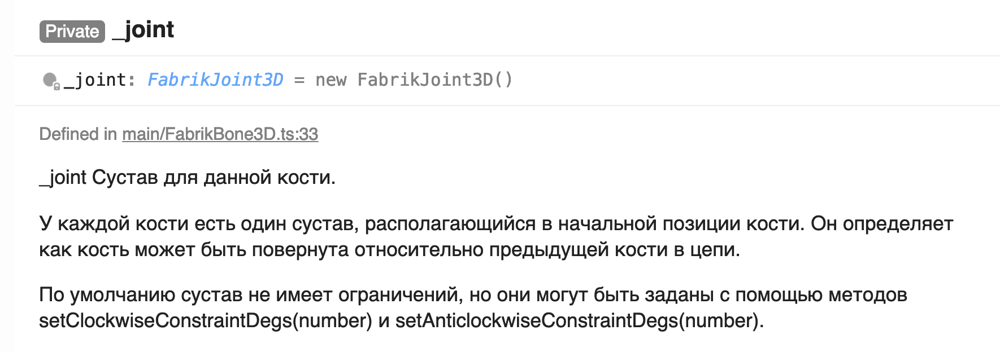 Private _joint
_joint: FabrikJoint3D = new FabrikJoint3D()
Defined in main/FabrikBone3D.ts:33
_joint Сустав для данной кости.
У каждой кости есть один сустав, располагающийся в начальной позиции кости. Он определяет
как кость может быть повернута относительно предыдущей кости в цепи.
По умолчанию сустав не имеет ограничений, но они могут быть заданы с помощью методов
setClockwiseConstraintDegs(number) и setAnticlockwiseConstraintDegs(number).